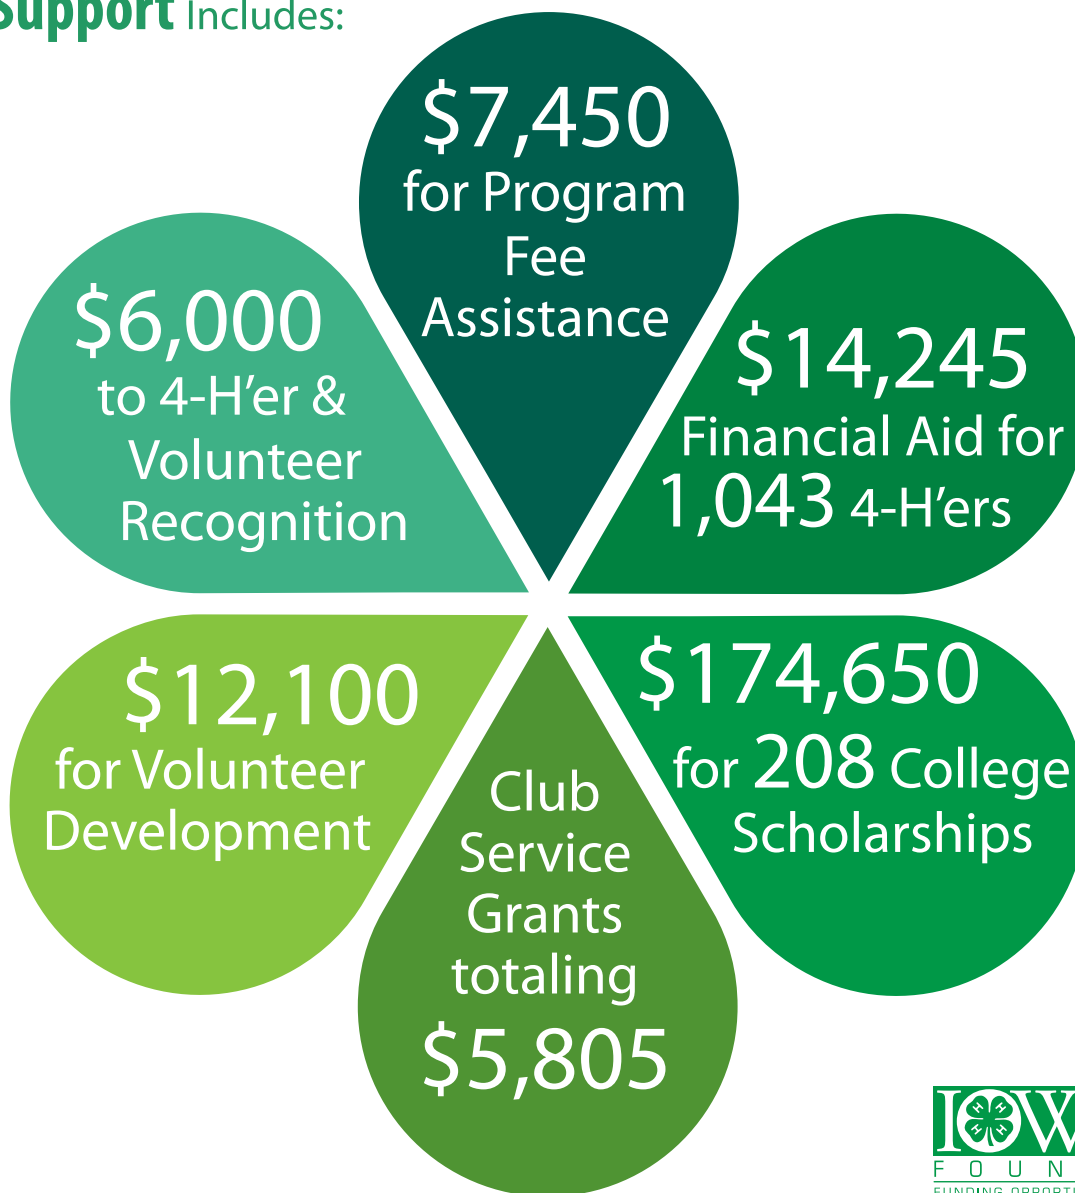 Support Includes:
$7,450
for Program
Fee
Assistance
$6,000
to 4-H’er &
Volunteer
Recognition
$14,245
Financial Aid for
1,043 4-H’ers
$12,100
for Volunteer
Development
$174,650
for 208 College
Scholarships
Club
Service
Grants
totaling
$5,805
H H H H
FUNDING